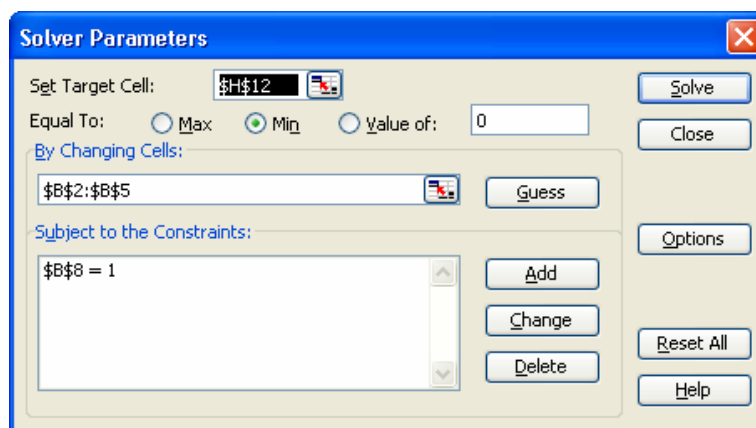 Solver Parameters
Set Target Cell: $H$12 Solve
Equal To: Max Min Value of: 0 Close
By Changing Cells:
$B$2:$B$5 Guess
Subject to the Constraints: Options
$B$8 = 1 Add
Change
Reset All
Delete
Help